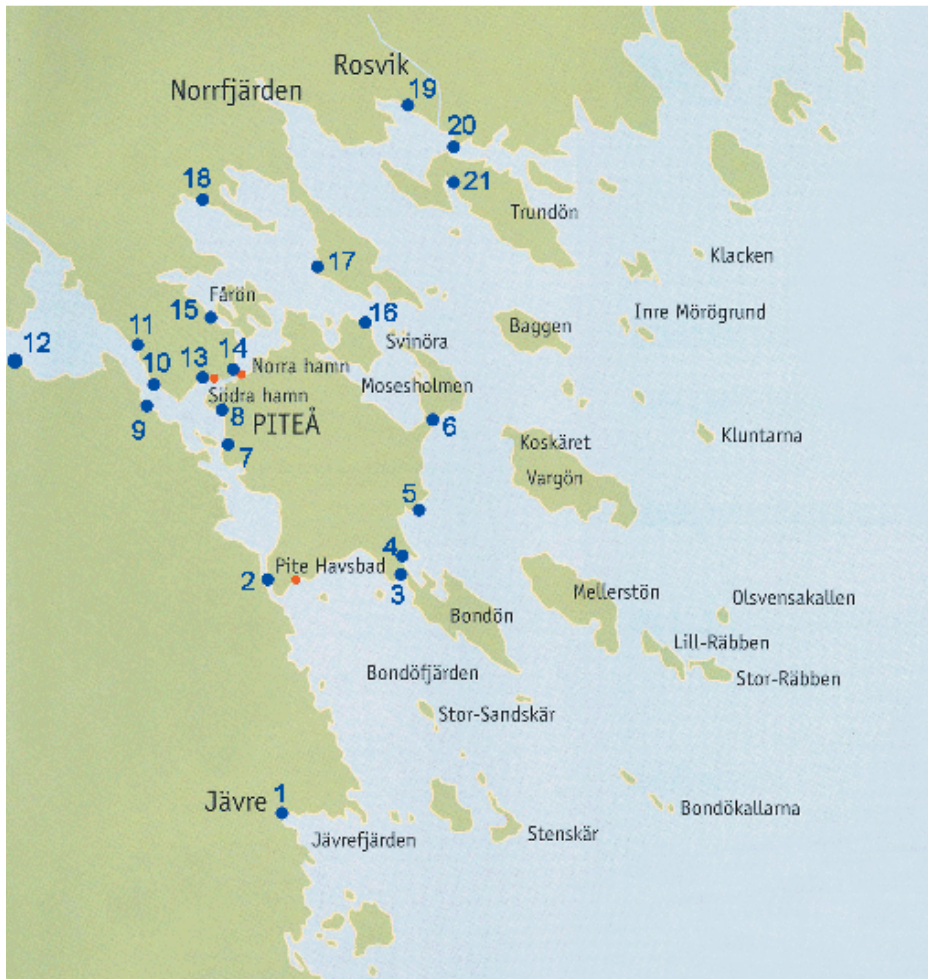 Rosvik
19
Norrfjärden
20
18
21
Trundön
Klacken
17
Fårön
15
16
Inre Mörögrund
Baggen
11
Svinöra
12
14
13
Norra hamn
10
Mosesholmen
Södra hamn
9
8
PITEÅ
6
Kluntarna
Koskäret
7
Vargön
5
4
Pite Havsbad
2
3
Mellerstön
Olsvensakallen
Bondön
Lill-Räbben
Bondöfjärden
Stor-Räbben
Stor-Sandskär
1
Jävre
Bondökallarna
Stenskär
Jävrefjärden